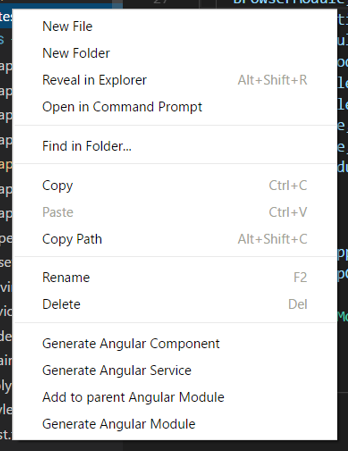 27
New File
New Folder
Reveal in Explorer Alt+Shift+R
Open in Command Prompt
Find in Folder...
Copy Ctrl+C
Paste Ctrl+V
Copy Path Alt+Shift+C
Rename F2
Delete Del
Generate Angular Component
Generate Angular Service
Add to parent Angular Module
Generate Angular Module